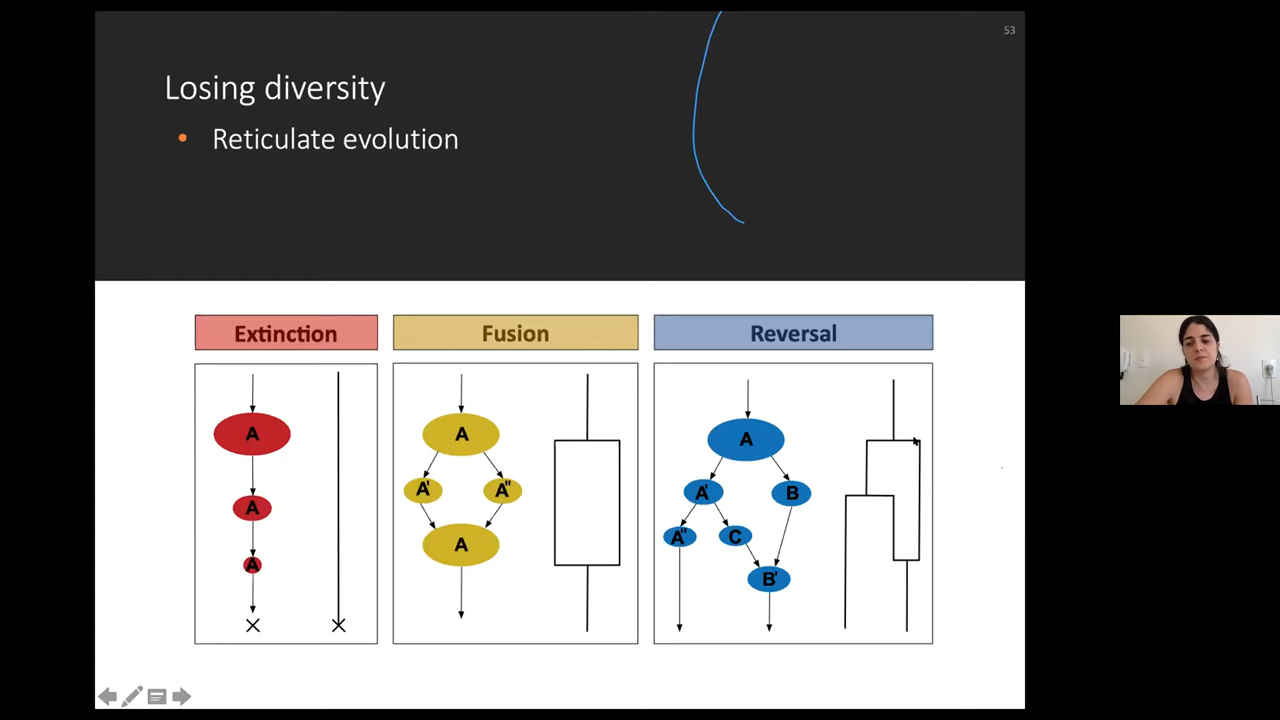 53
Losing diversity
• Reticulate evolution
Extinction
Fusion
Reversal
A
A
A
A
A' A"
A
A
A' B
A" C
B'